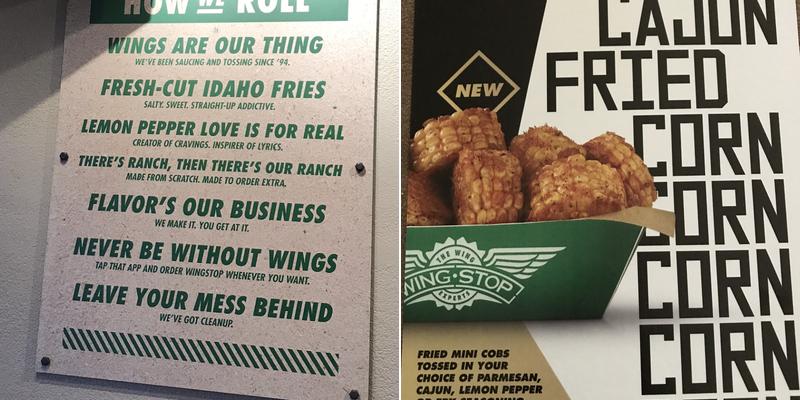 HOW WE ROLL
WINGS ARE OUR THING
WE'VE BEEN SAUCING AND TOSSING SINCE '94.
FRESH-CUT IDAHO FRIES
SALTY. SWEET. STRAIGHT-UP ADDICTIVE.
LEMON PEPPER LOVE IS FOR REAL
CREATOR OF CRAVINGS. INSPIRER OF LYRICS.
THERE'S RANCH, THEN THERE'S OUR RANCH
MADE FROM SCRATCH. MADE TO ORDER EXTRA.
FLAVOR'S OUR BUSINESS
WE MAKE IT. YOU GET AT IT.
NEVER BE WITHOUT WINGS
TAP THAT APP AND ORDER WINGSTOP WHENEVER YOU WANT.
LEAVE YOUR MESS BEHIND
WE'VE GOT CLEANUP.
CAJUN
FRIED
CORN
CORN
CORN
CORN
NEW
THE WING
WING·STOP
EXPERTS
FRIED MINI COBS
TOSSED IN YOUR
CHOICE OF PARMESAN,
CAJUN, LEMON PEPPER
OR FRY SEASONING